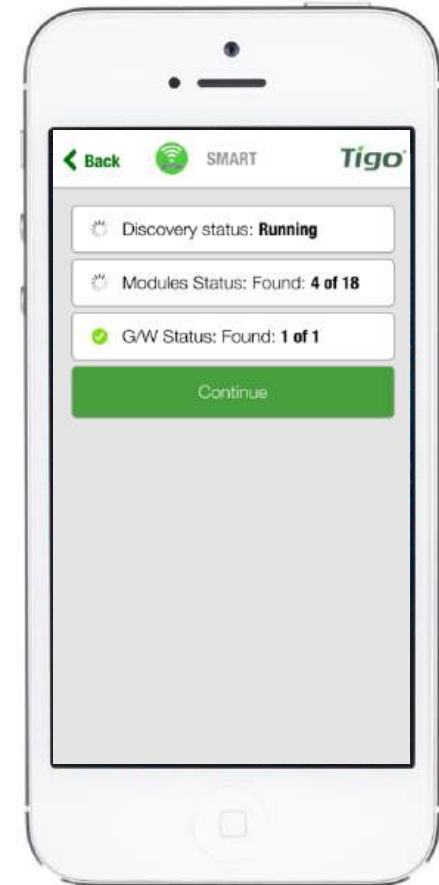 Back SMART Tigo
Discovery status: Running
Modules Status: Found: 4 of 18
G/W Status: Found: 1 of 1
Continue